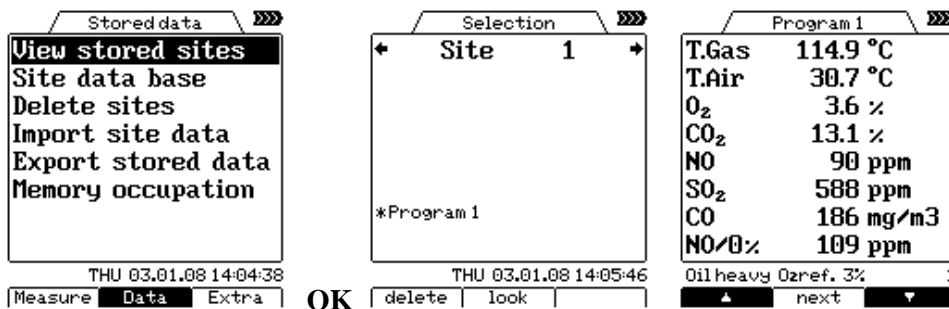 Stored data
View stored sites
Site data base
Delete sites
Import site data
Export stored data
Memory occupation
THU 03.01.08 14:04:38
Measure Data Extra
OK
Selection
Site 1
*Program 1
THU 03.01.08 14:05:46
delete look
Program 1
T.Gas 114.9 °C
T.Air 30.7 °C
O₂ 3.6 %
CO₂ 13.1 %
NO 90 ppm
SO₂ 588 ppm
CO 186 mg/m3
NO/0% 109 ppm
Oil heavy O2ref. 3%
next